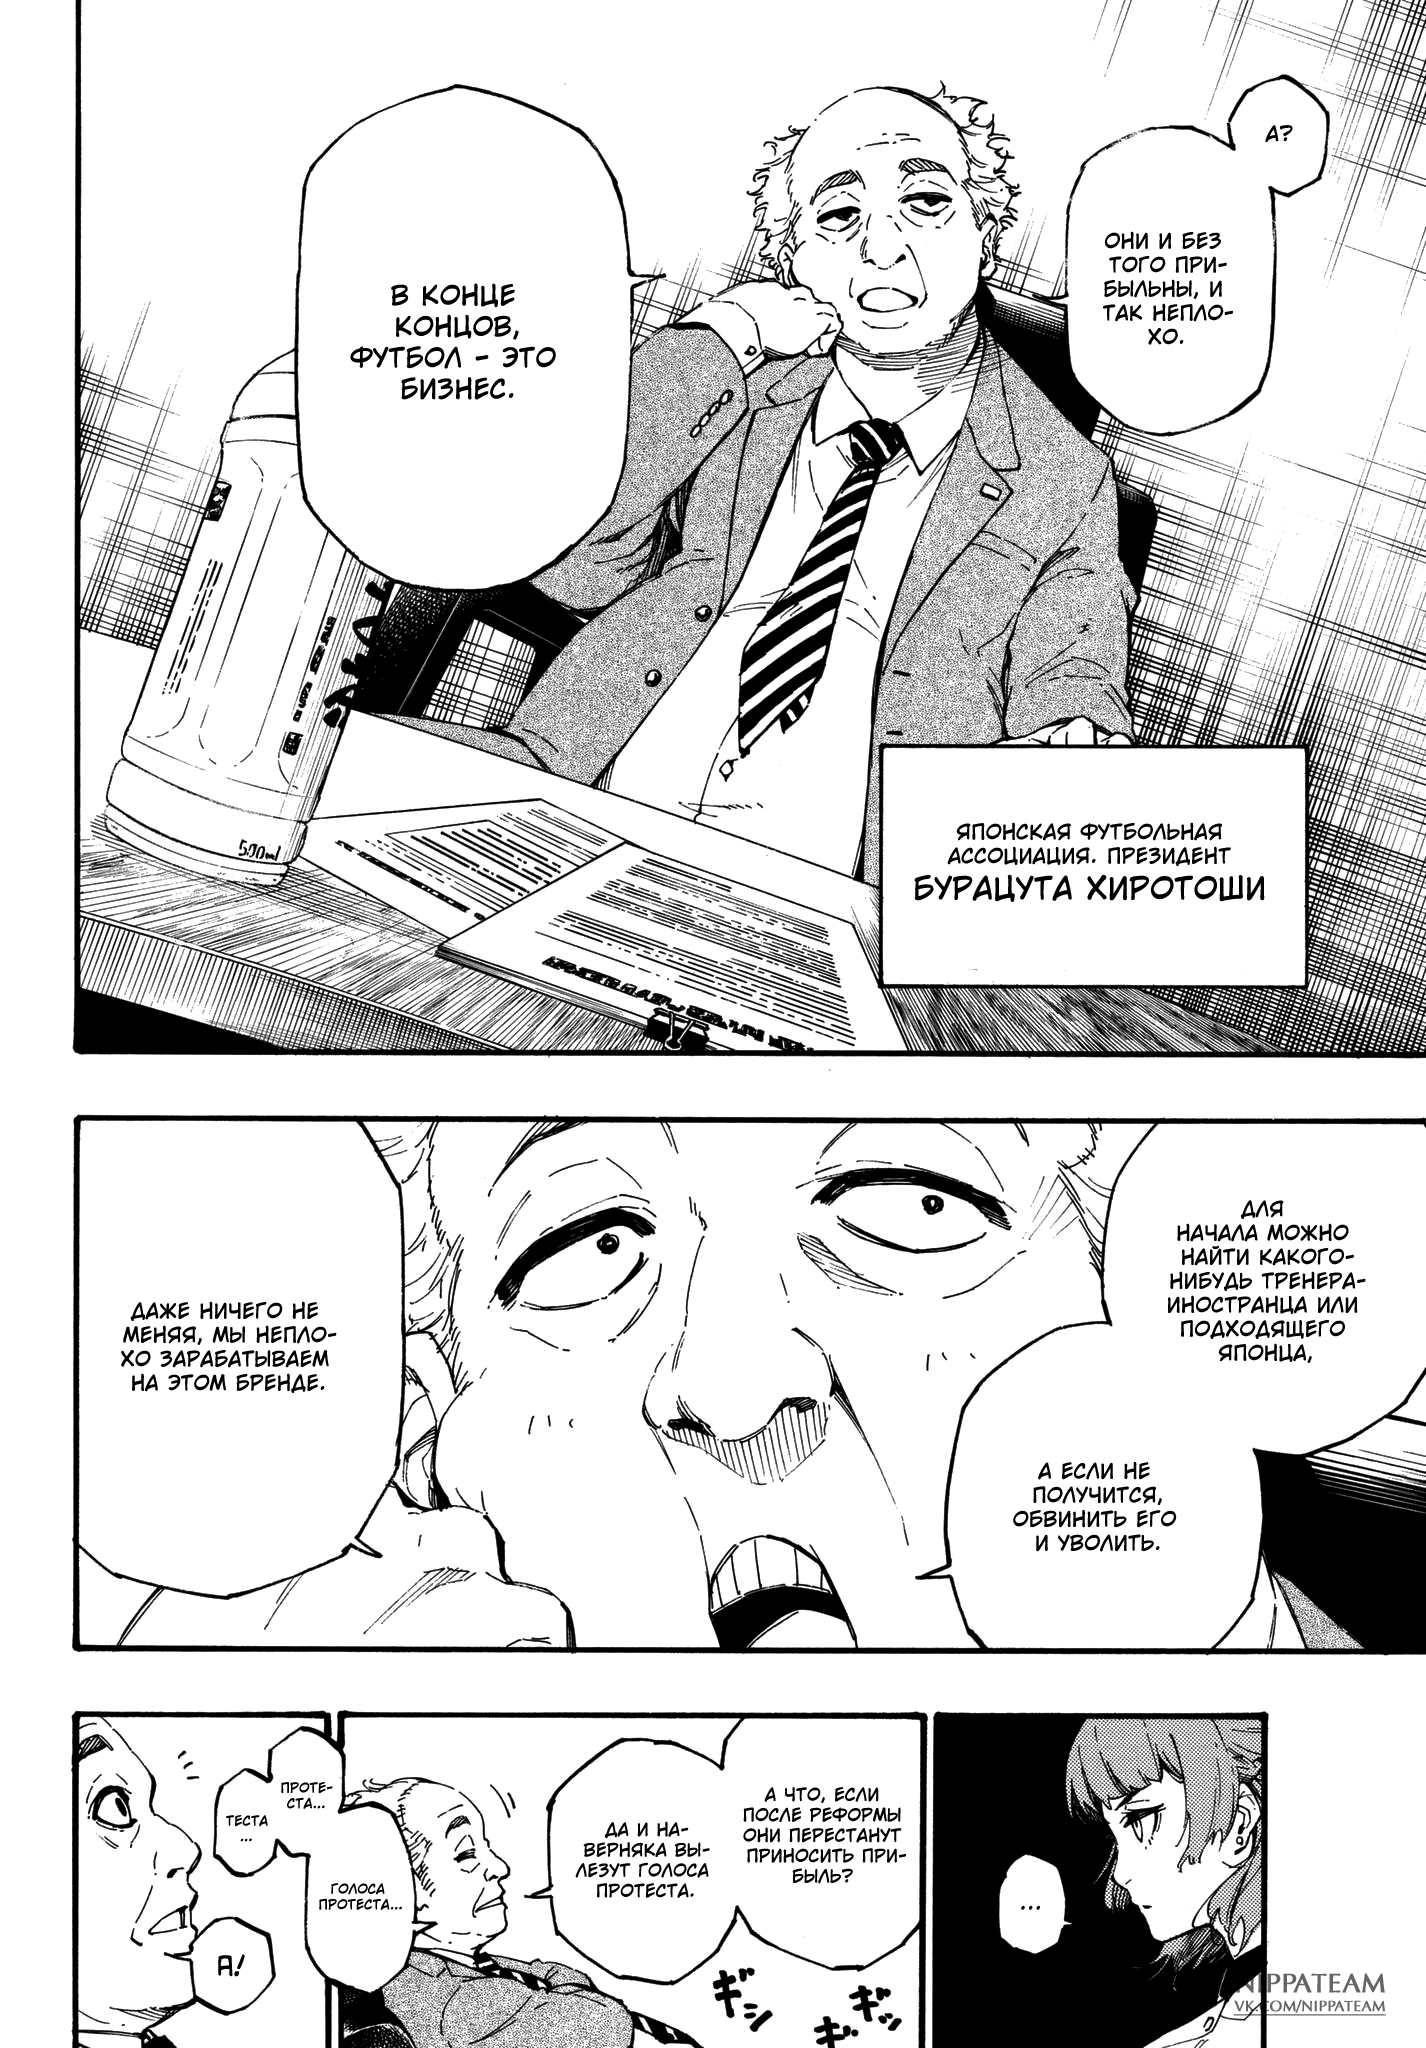 А?
ОНИ И БЕЗ
ТОГО ПРИ-
БЫЛЬНЫ, И
ТАК НЕПЛО-
ХО.
В КОНЦЕ
КОНЦОВ,
ФУТБОЛ - ЭТО
БИЗНЕС.
500ml
ЯПОНСКАЯ ФУТБОЛЬНАЯ
АССОЦИАЦИЯ. ПРЕЗИДЕНТ
БУРАЦУТА ХИРОТОШИ
ДЛЯ
НАЧАЛА МОЖНО
НАЙТИ КАКОГО-
НИБУДЬ ТРЕНЕРА-
ИНОСТРАНЦА ИЛИ
ПОДХОДЯЩЕГО
ЯПОНЦА,
А ЕСЛИ НЕ
ПОЛУЧИТСЯ,
ОБВИНИТЬ ЕГО
И УВОЛИТЬ.
ДАЖЕ НИЧЕГО НЕ
МЕНЯЯ, МЫ НЕПЛО-
ХО ЗАРАБАТЫВАЕМ
НА ЭТОМ БРЕНДЕ.
...
А ЧТО, ЕСЛИ
ПОСЛЕ РЕФОРМЫ
ОНИ ПЕРЕСТАНУТ
ПРИНОСИТЬ ПРИ-
БЫЛЬ?
ДА И НА-
ВЕРНЯКА ВЫ-
ЛЕЗУТ ГОЛОСА
ПРОТЕСТА.
ギシ
ギギ
ГОЛОСА
ПРОТЕСТА...
ПРОТЕ-
СТА...
ТЕСТА
...
А!
NIPPATEAM
VK.COM/NIPPATEAM